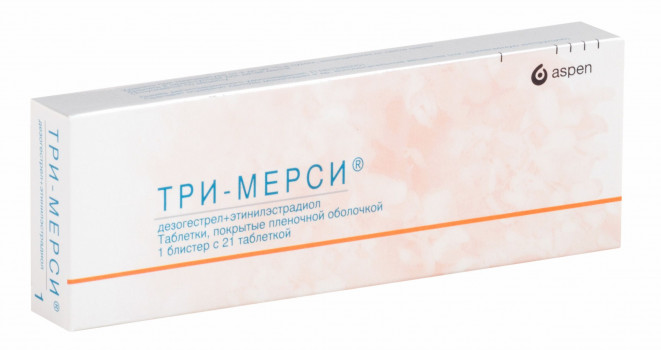 aspen
ТРИ-МЕРСИ®
дезогестрел+этинилэстрадиол
Таблетки, покрытые пленочной оболочкой
1 блистер с 21 таблеткой
ТРИ-МЕРСИ®
дезогестрел+этинилэстрадиол
1